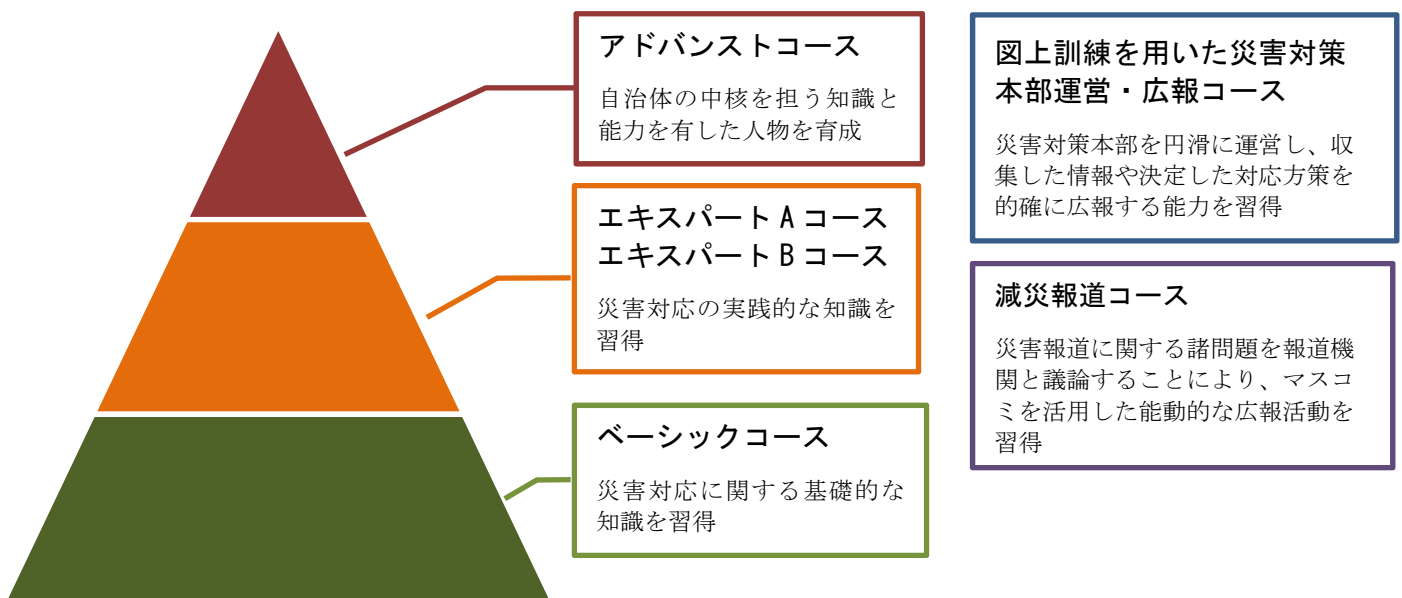 アドバンストコース
自治体の中核を担う知識と
能力を有した人物を育成
エキスパートAコース
エキスパートBコース
災害対応の実践的な知識を
習得
ベーシックコース
災害対応に関する基礎的な
知識を習得
図上訓練を用いた災害対策
本部運営・広報コース
災害対策本部を円滑に運営し、収
集した情報や決定した対応方策を
的確に広報する能力を習得
減災報道コース
災害報道に関する諸問題を報道機
関と議論することにより、マスコ
ミを活用した能動的な広報活動を
習得